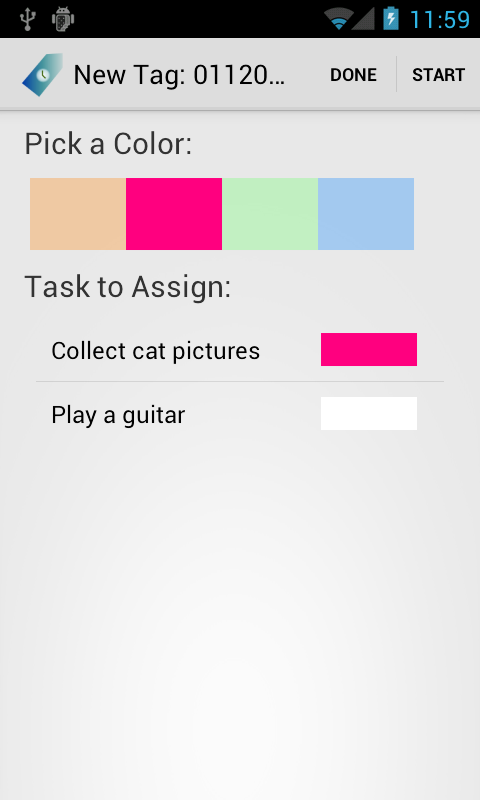 11:59
New Tag: 01120…
DONE
START
Pick a Color:
Task to Assign:
Collect cat pictures
Play a guitar